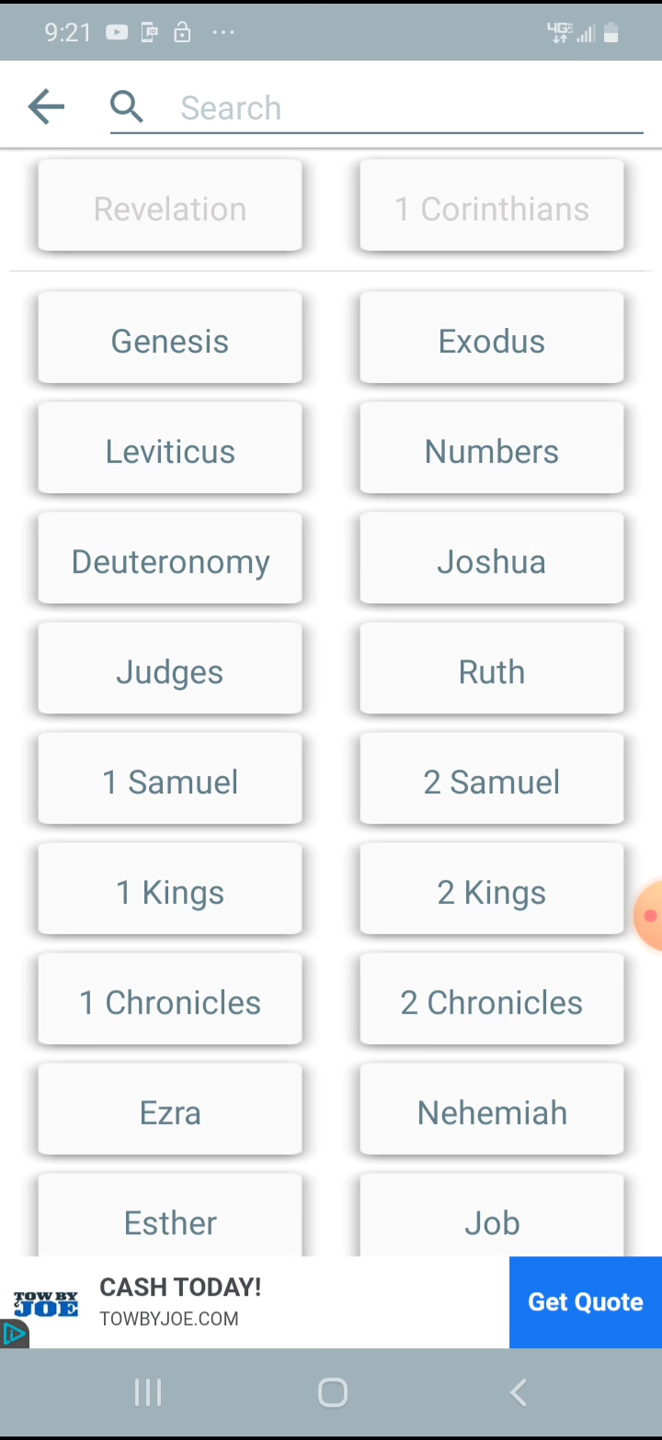 9:21
4GE
Search
Revelation
1 Corinthians
Genesis
Exodus
Leviticus
Numbers
Deuteronomy
Joshua
Judges
Ruth
1 Samuel
2 Samuel
1 Kings
2 Kings
1 Chronicles
2 Chronicles
Ezra
Nehemiah
Esther
Job
TOW BY
JOE
CASH TODAY!
TOWBYJOE.COM
Get Quote